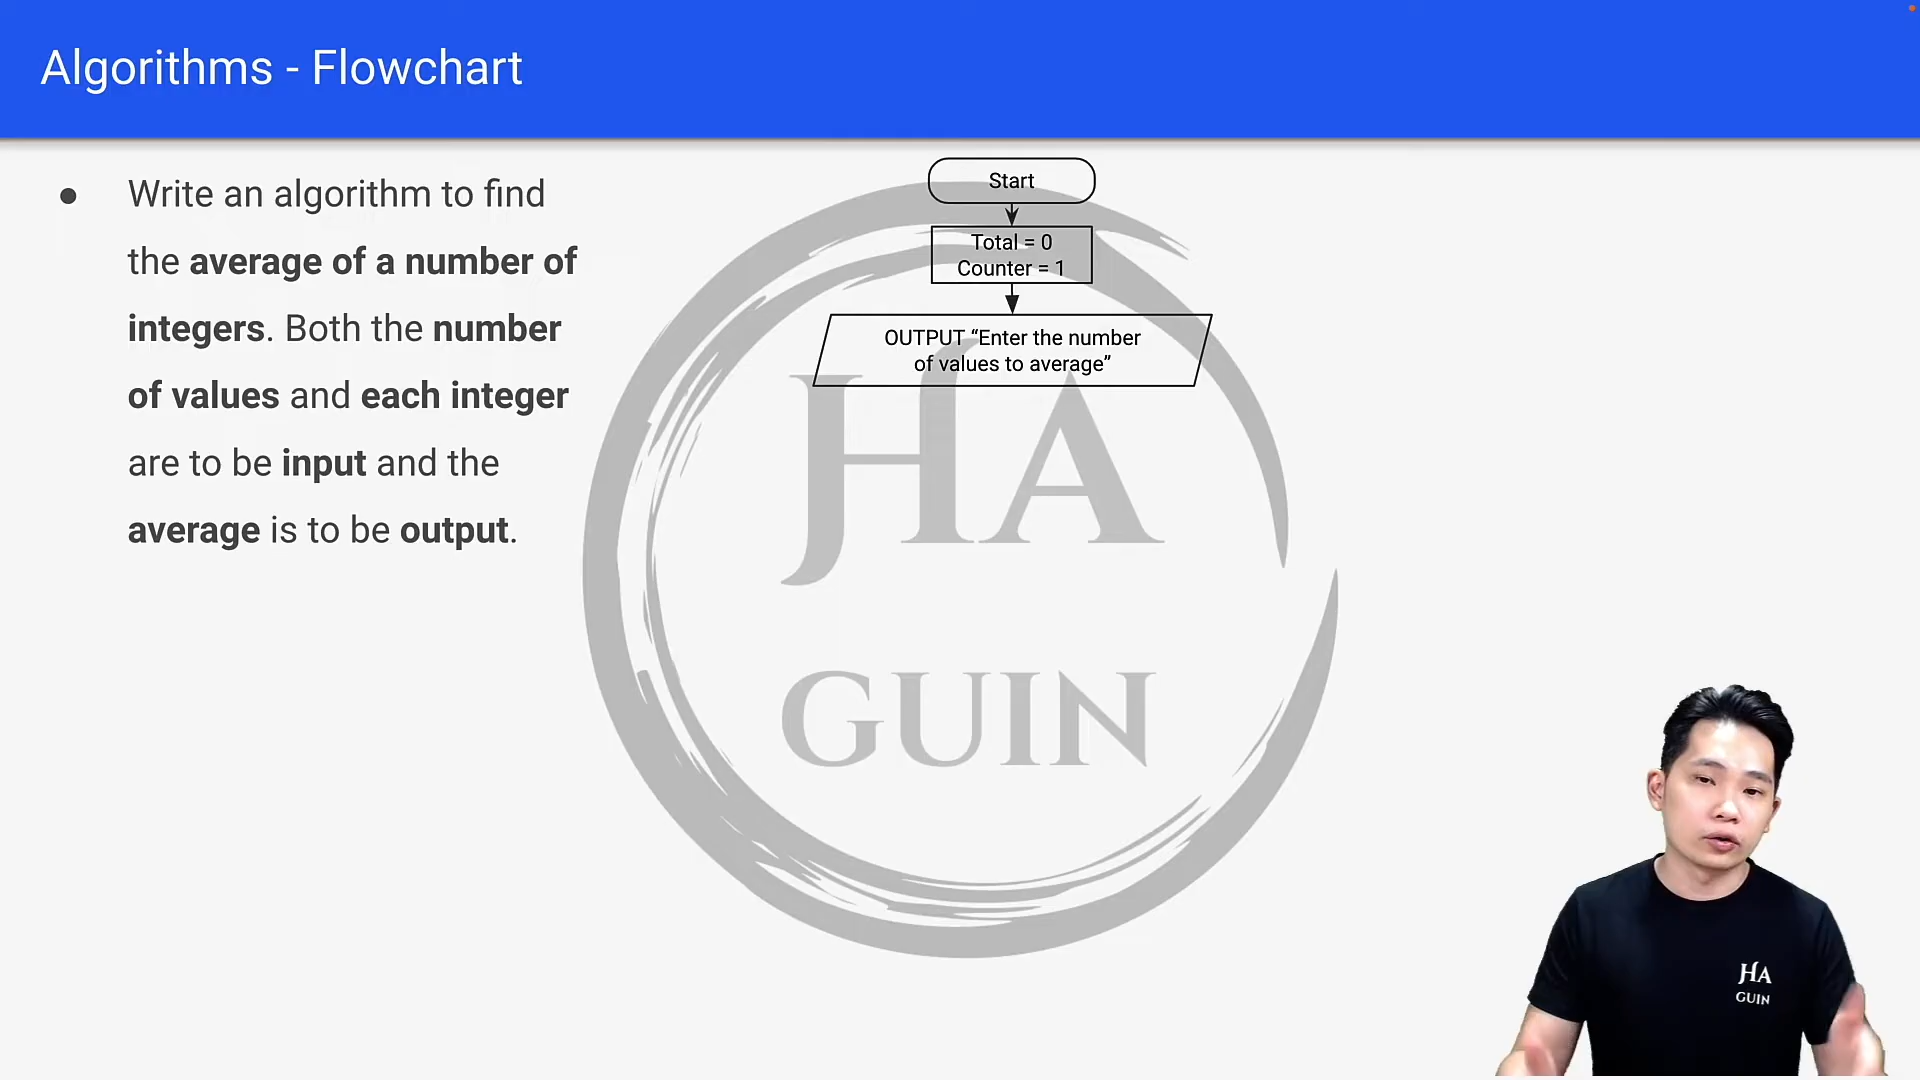 Algorithms - Flowchart
● Write an algorithm to find
the average of a number of
integers. Both the number
of values and each integer
are to be input and the
average is to be output.
Start
Total = 0
Counter = 1
OUTPUT “Enter the number
of values to average”
HA
GUIN
HA
GUIN